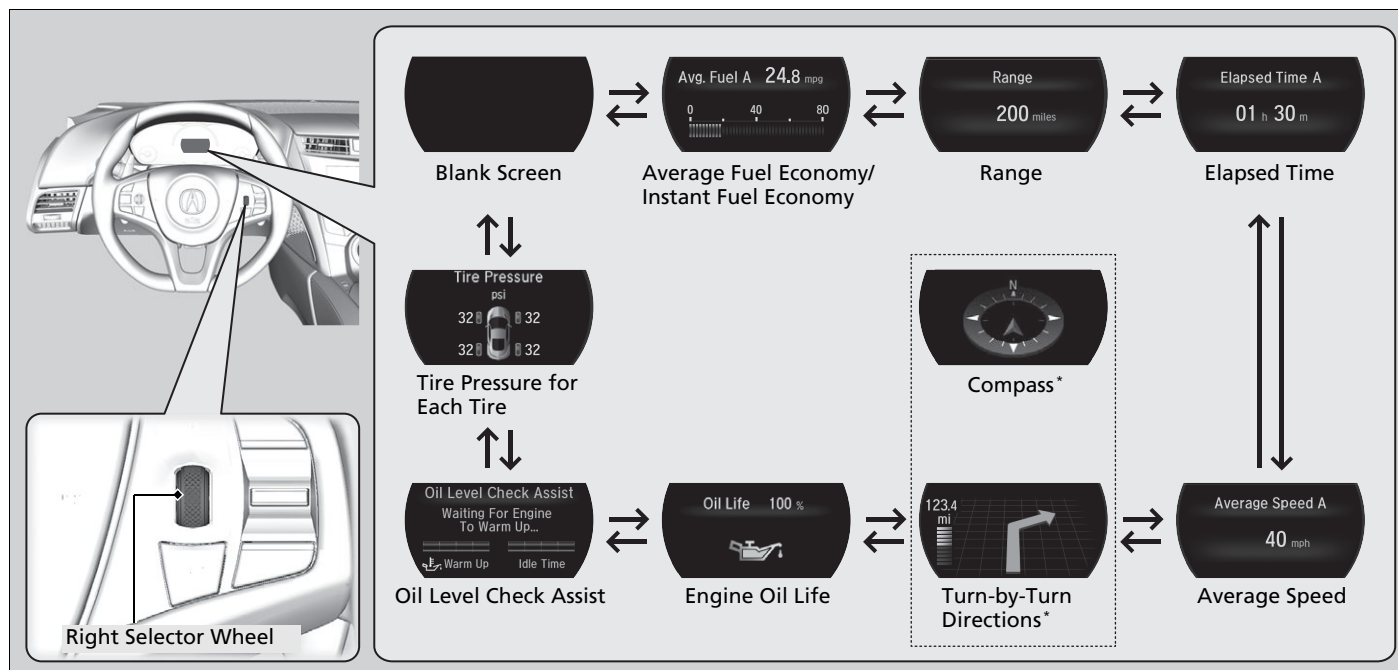 Avg. Fuel A 24.8 mpg
0 40 80
Range
200 miles
Elapsed Time A
01 h 30 m
Blank Screen
Average Fuel Economy/
Instant Fuel Economy
Range
Elapsed Time
Tire Pressure
psi
32 32
32 32
Tire Pressure for
Each Tire
N
Compass*
Oil Level Check Assist
Waiting For Engine
To Warm Up...
Warm Up Idle Time
Oil Level Check Assist
Oil Life 100 %
Engine Oil Life
123.4
mi
Turn-by-Turn
Directions*
Average Speed A
40 mph
Average Speed
Right Selector Wheel